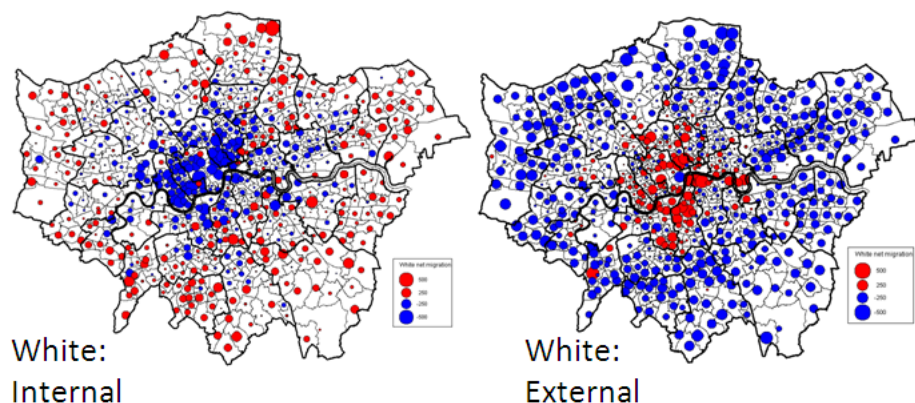 White net migration
500
250
-250
-500
White net migration
500
250
-250
-500
White:
Internal
White:
External